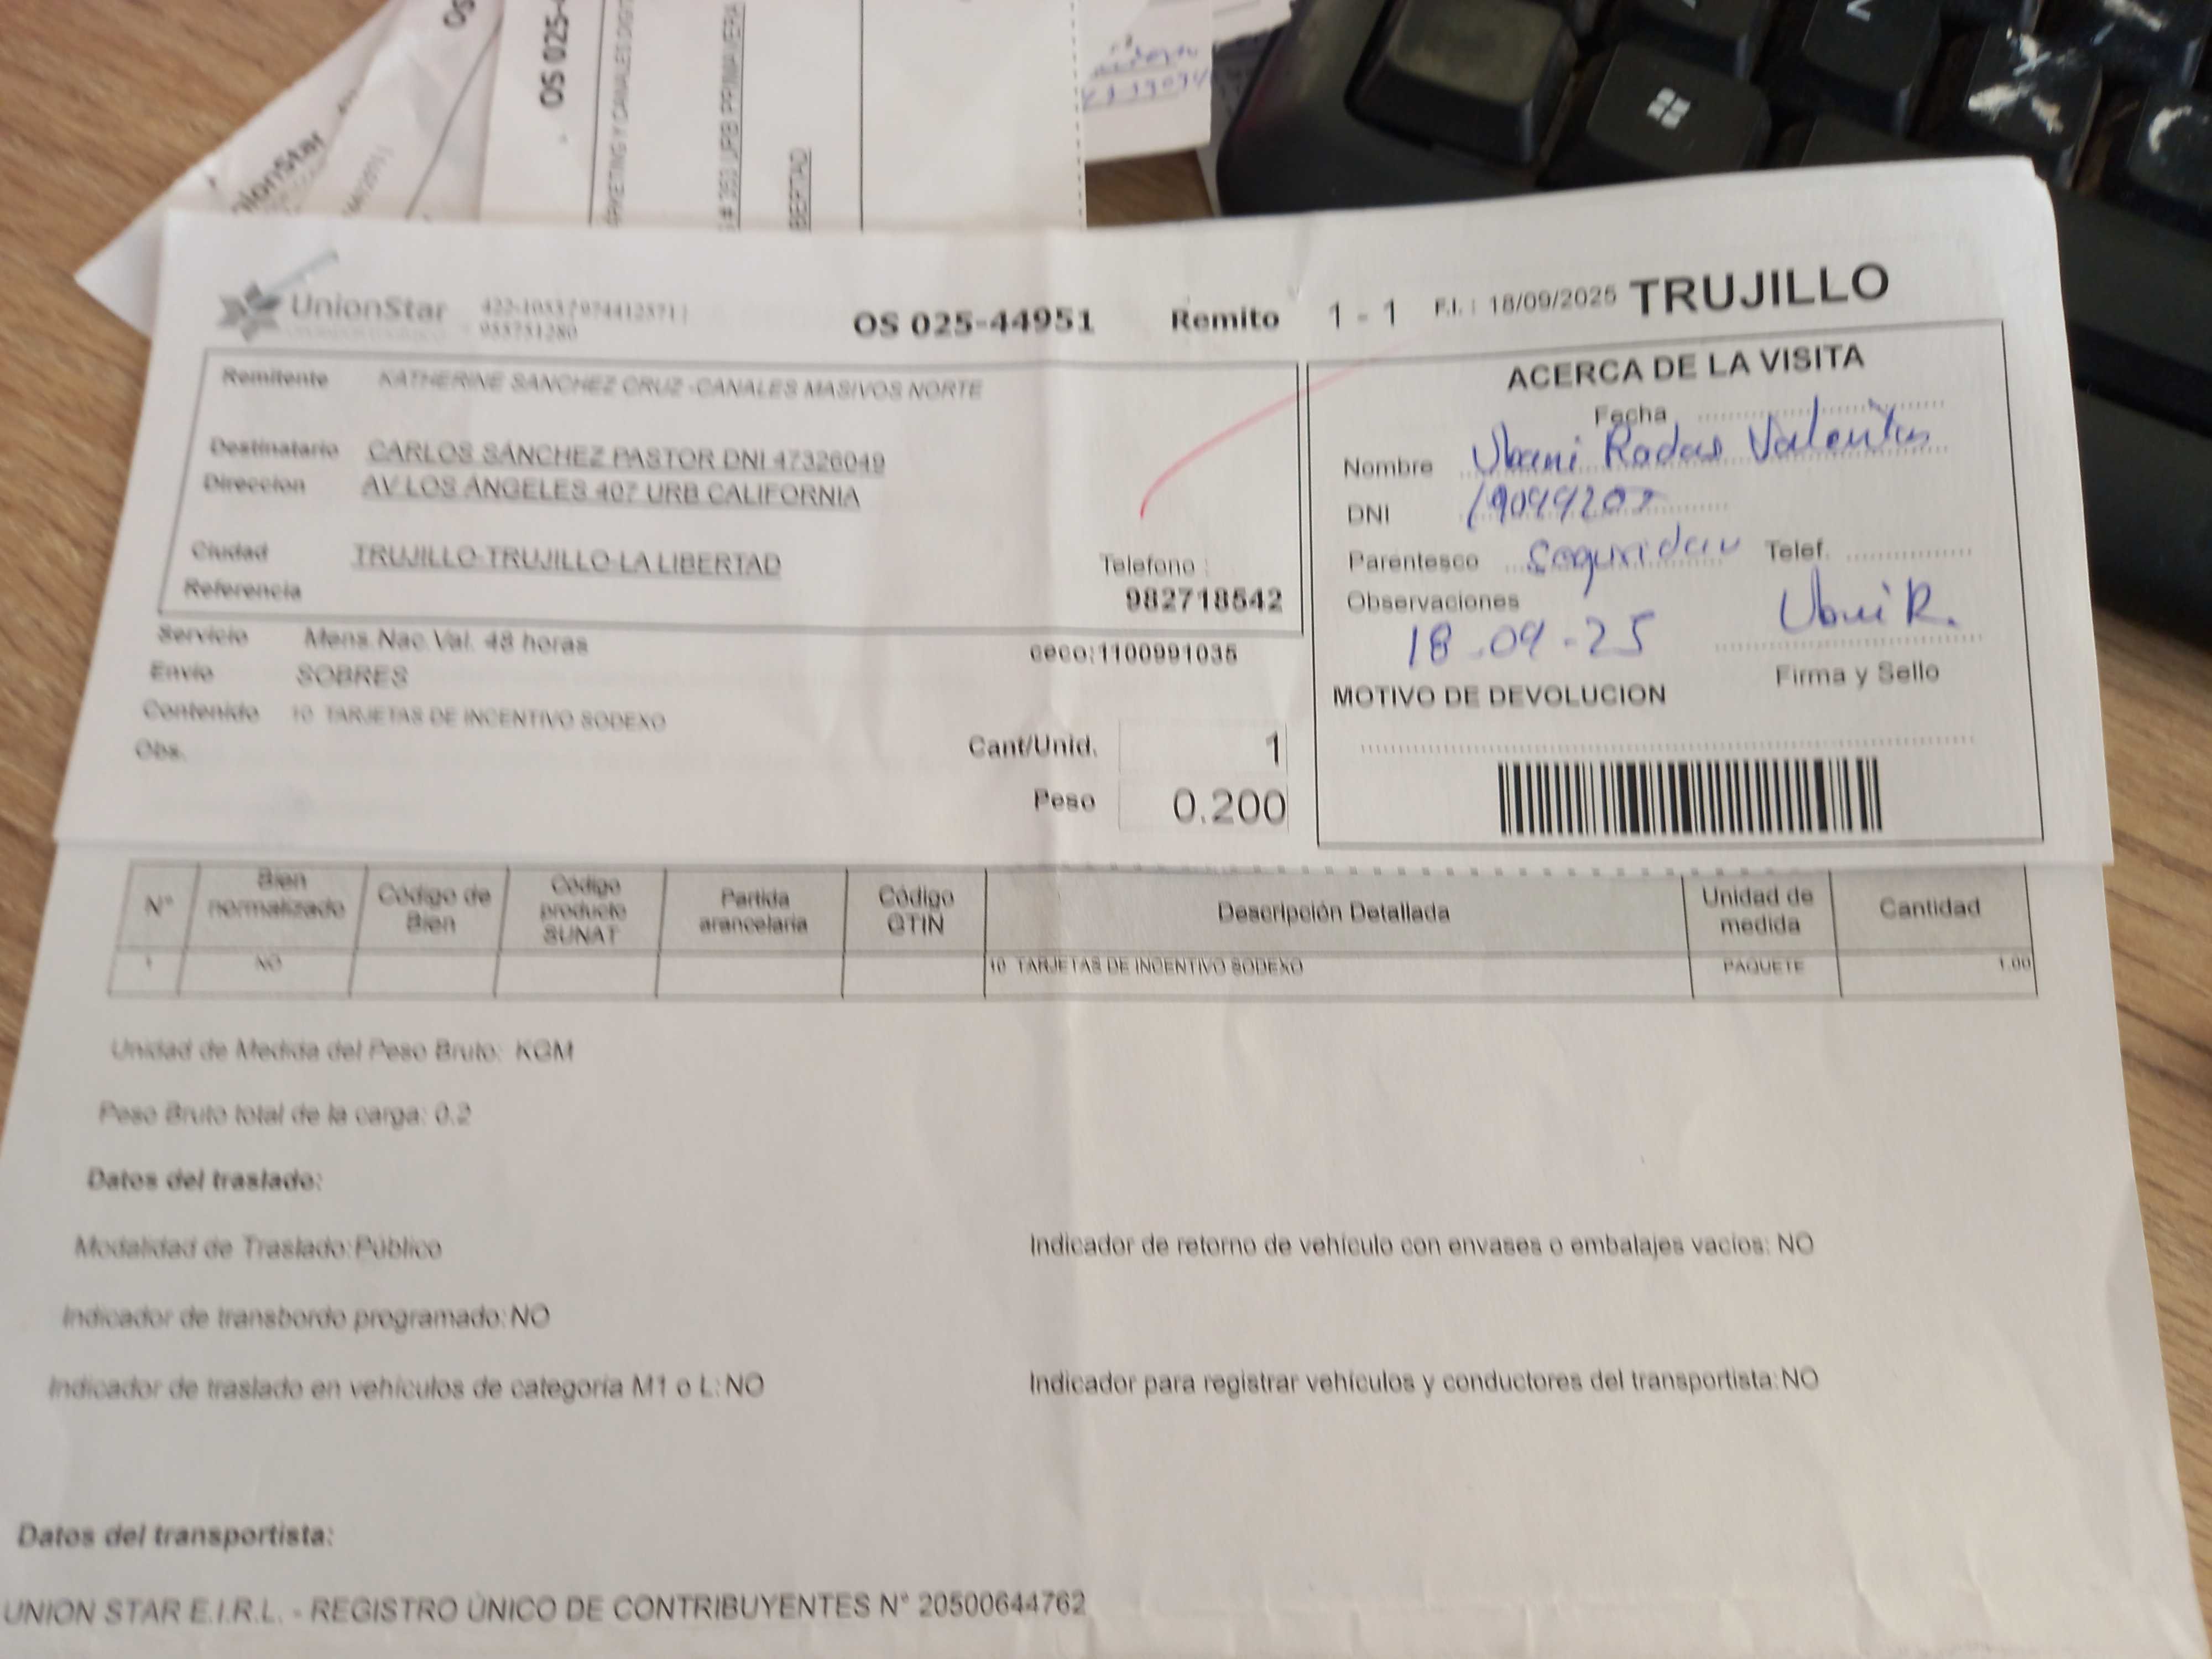 OS 025-
UnionStar
BERTAD
UnionStar
OS 025-44951 Remito 1 - 1 F.I. : 18/09/2025 TRUJILLO
Remitente KATHERINE SANCHEZ CRUZ -CANALES MASIVOS NORTE
Destinatario CARLOS SÁNCHEZ PASTOR DNI 47326049
Direccion AV LOS ÁNGELES 407 URB CALIFORNIA
Ciudad TRUJILLO-TRUJILLO-LA LIBERTAD
Referencia
Telefono :
982718542
ACERCA DE LA VISITA
Fecha
Nombre
DNI
Parentesco Telef.
Observaciones
18-09-25
Firma y Sello
MOTIVO DE DEVOLUCION
Servicio Mens.Nac.Val. 48 horas
ceco:1100991035
Envio SOBRES
Contenido 10 TARJETAS DE INCENTIVO SODEXO
Obs.
Cant/Unid. 1
Peso 0.200
N° Bien normalizado Código de Bien Código producto SUNAT Partida arancelaria Código GTIN Descripción Detallada Unidad de medida Cantidad
1 NO 10 TARJETAS DE INCENTIVO SODEXO PAQUETE 1.00
Unidad de Medida del Peso Bruto: KGM
Peso Bruto total de la carga: 0.2
Datos del traslado:
Modalidad de Traslado:Público
Indicador de retorno de vehículo con envases o embalajes vacíos: NO
Indicador de transbordo programado:NO
Indicador de traslado en vehículos de categoría M1 o L:NO
Indicador para registrar vehículos y conductores del transportista:NO
Datos del transportista:
UNION STAR E.I.R.L. - REGISTRO ÚNICO DE CONTRIBUYENTES N° 20500644762